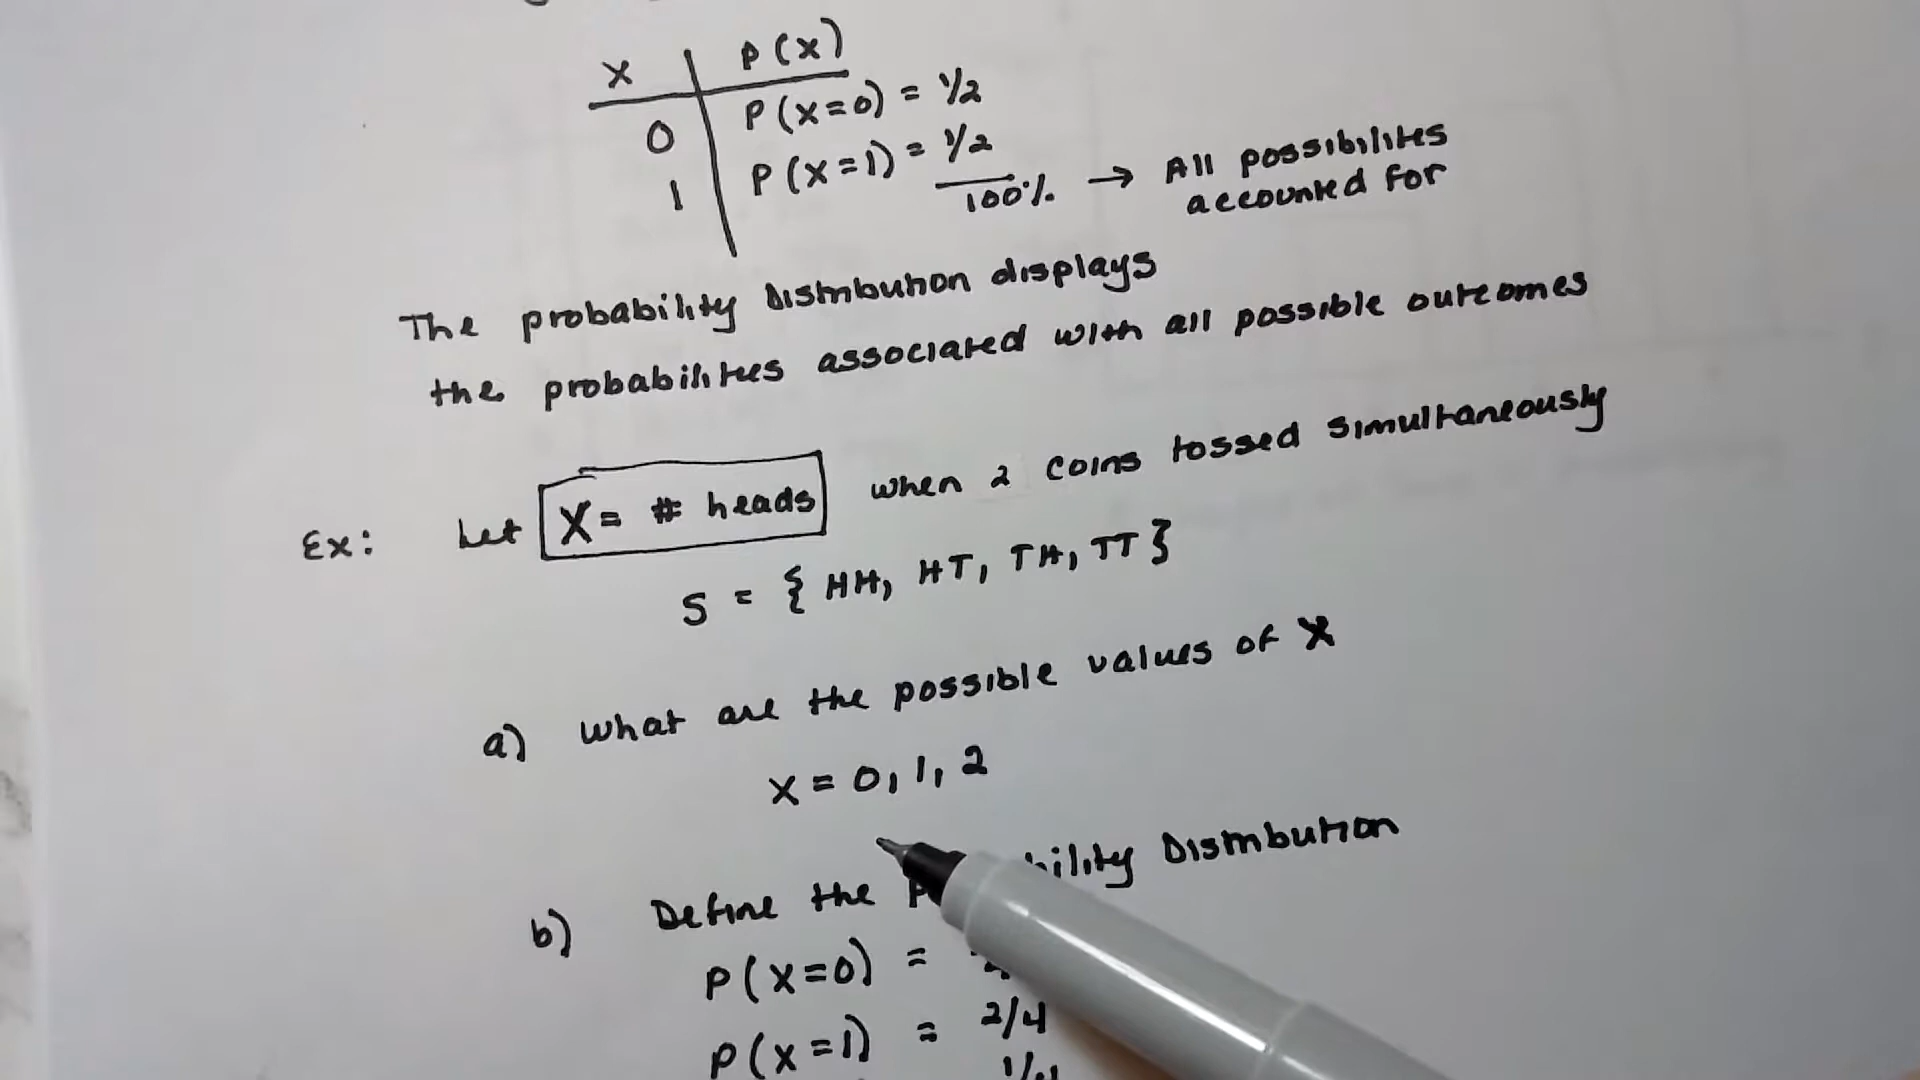 x P(x)
0 P(x=0) = 1/2
1 P(x=1) = 1/2
100% → All possibilities
accounted for
The probability Distribution displays
the probabilities associated with all possible outcomes
Ex: Let X = # heads when 2 coins tossed simultaneously
S = { HH, HT, TH, TT }
a) what are the possible values of X
x = 0, 1, 2
b) Define the Distribution
P(x=0) =
P(x=1) = 2/4